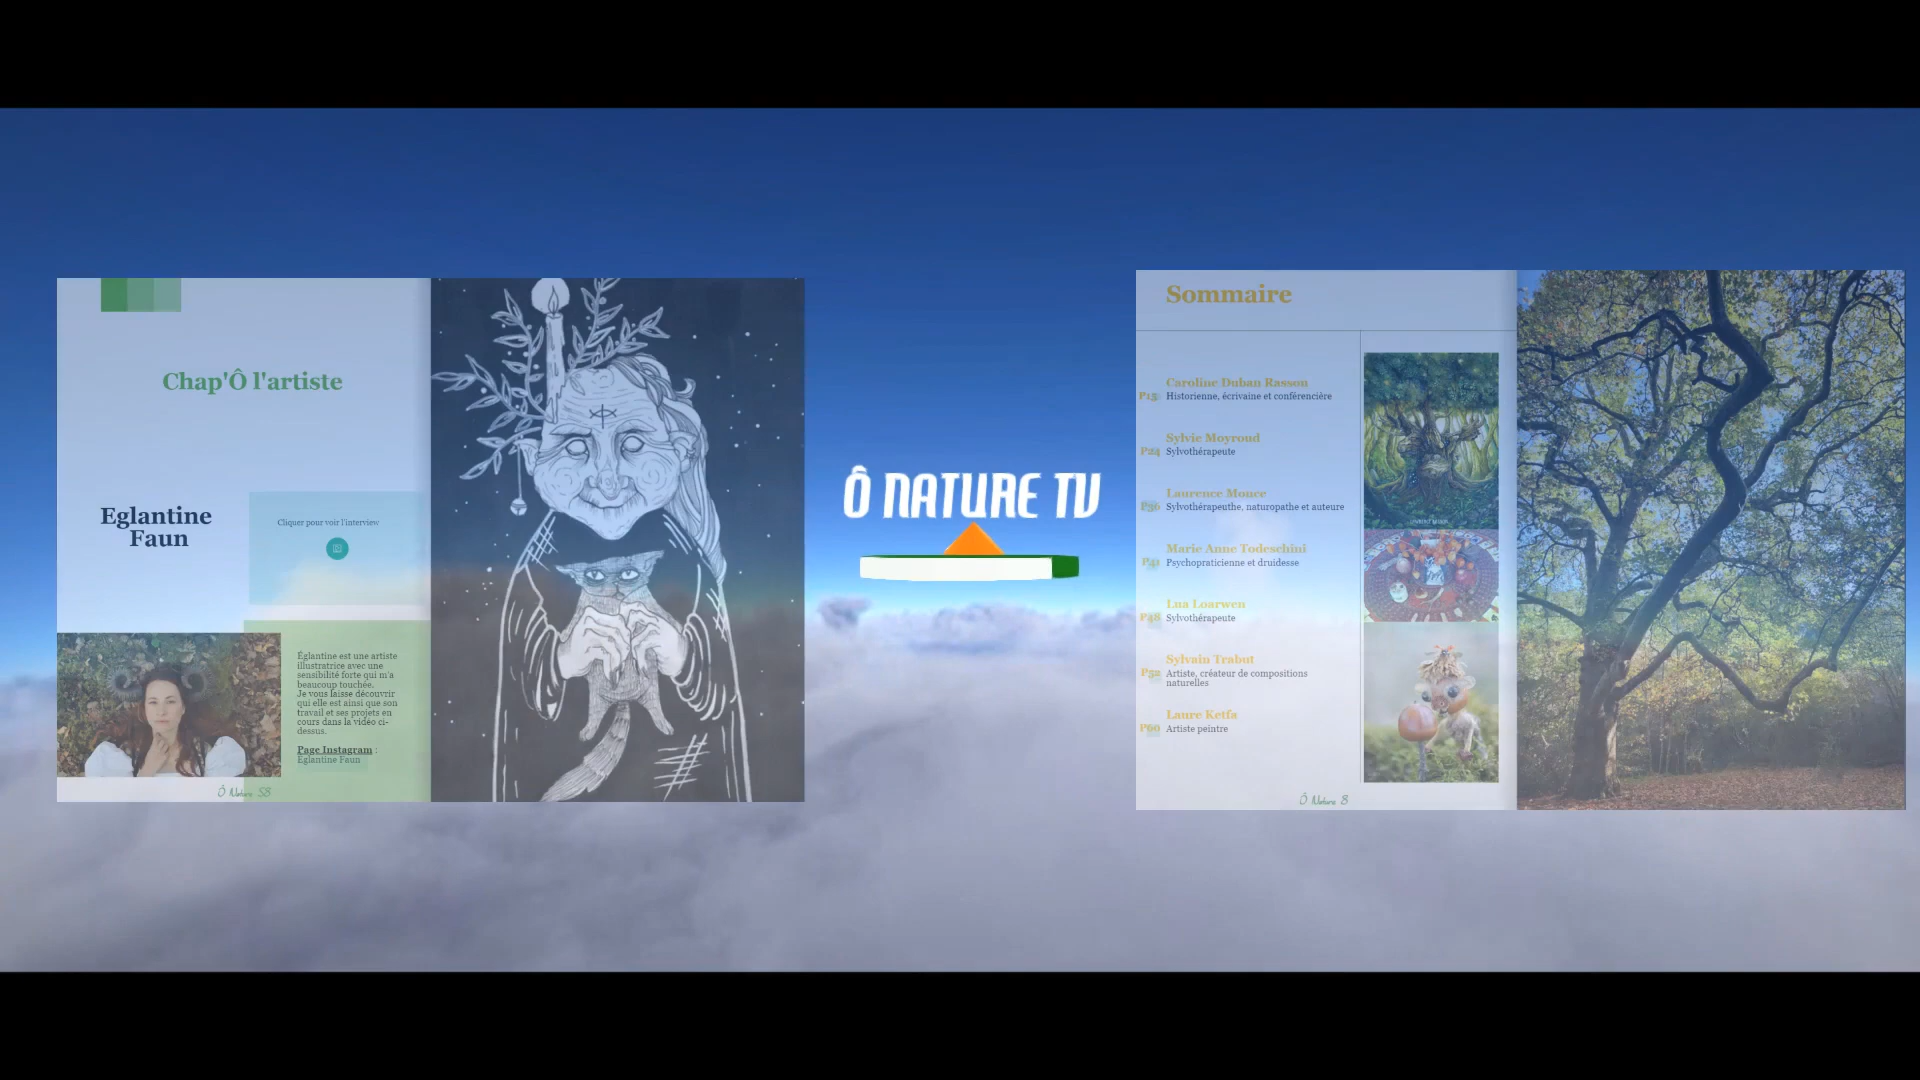 Chap'Ô l'artiste
Eglantine
Faun
Cliquer pour voir l'interview
Églantine est une artiste
illustratrice avec une
sensibilité forte qui m'a
beaucoup touchée.
Je vous laisse découvrir
qui elle est ainsi que son
travail et ses projets en
cours dans la vidéo ci-
dessus.
Page Instagram :
Eglantine Faun
Ô Nature 58
Ô NATURE TV
Sommaire
Caroline Duban Rasson
P13 Historienne, écrivaine et conférencière
Sylvie Moyroud
P24 Sylvothérapeute
Laurence Monce
P36 Sylvothérapeuthe, naturopathe et auteure
Marie Anne Todeschini
P41 Psychopraticienne et druidesse
Lua Loarwen
P48 Sylvothérapeute
Sylvain Trabut
P52 Artiste, créateur de compositions
naturelles
Laure Ketfa
P60 Artiste peintre
Ô Nature 8